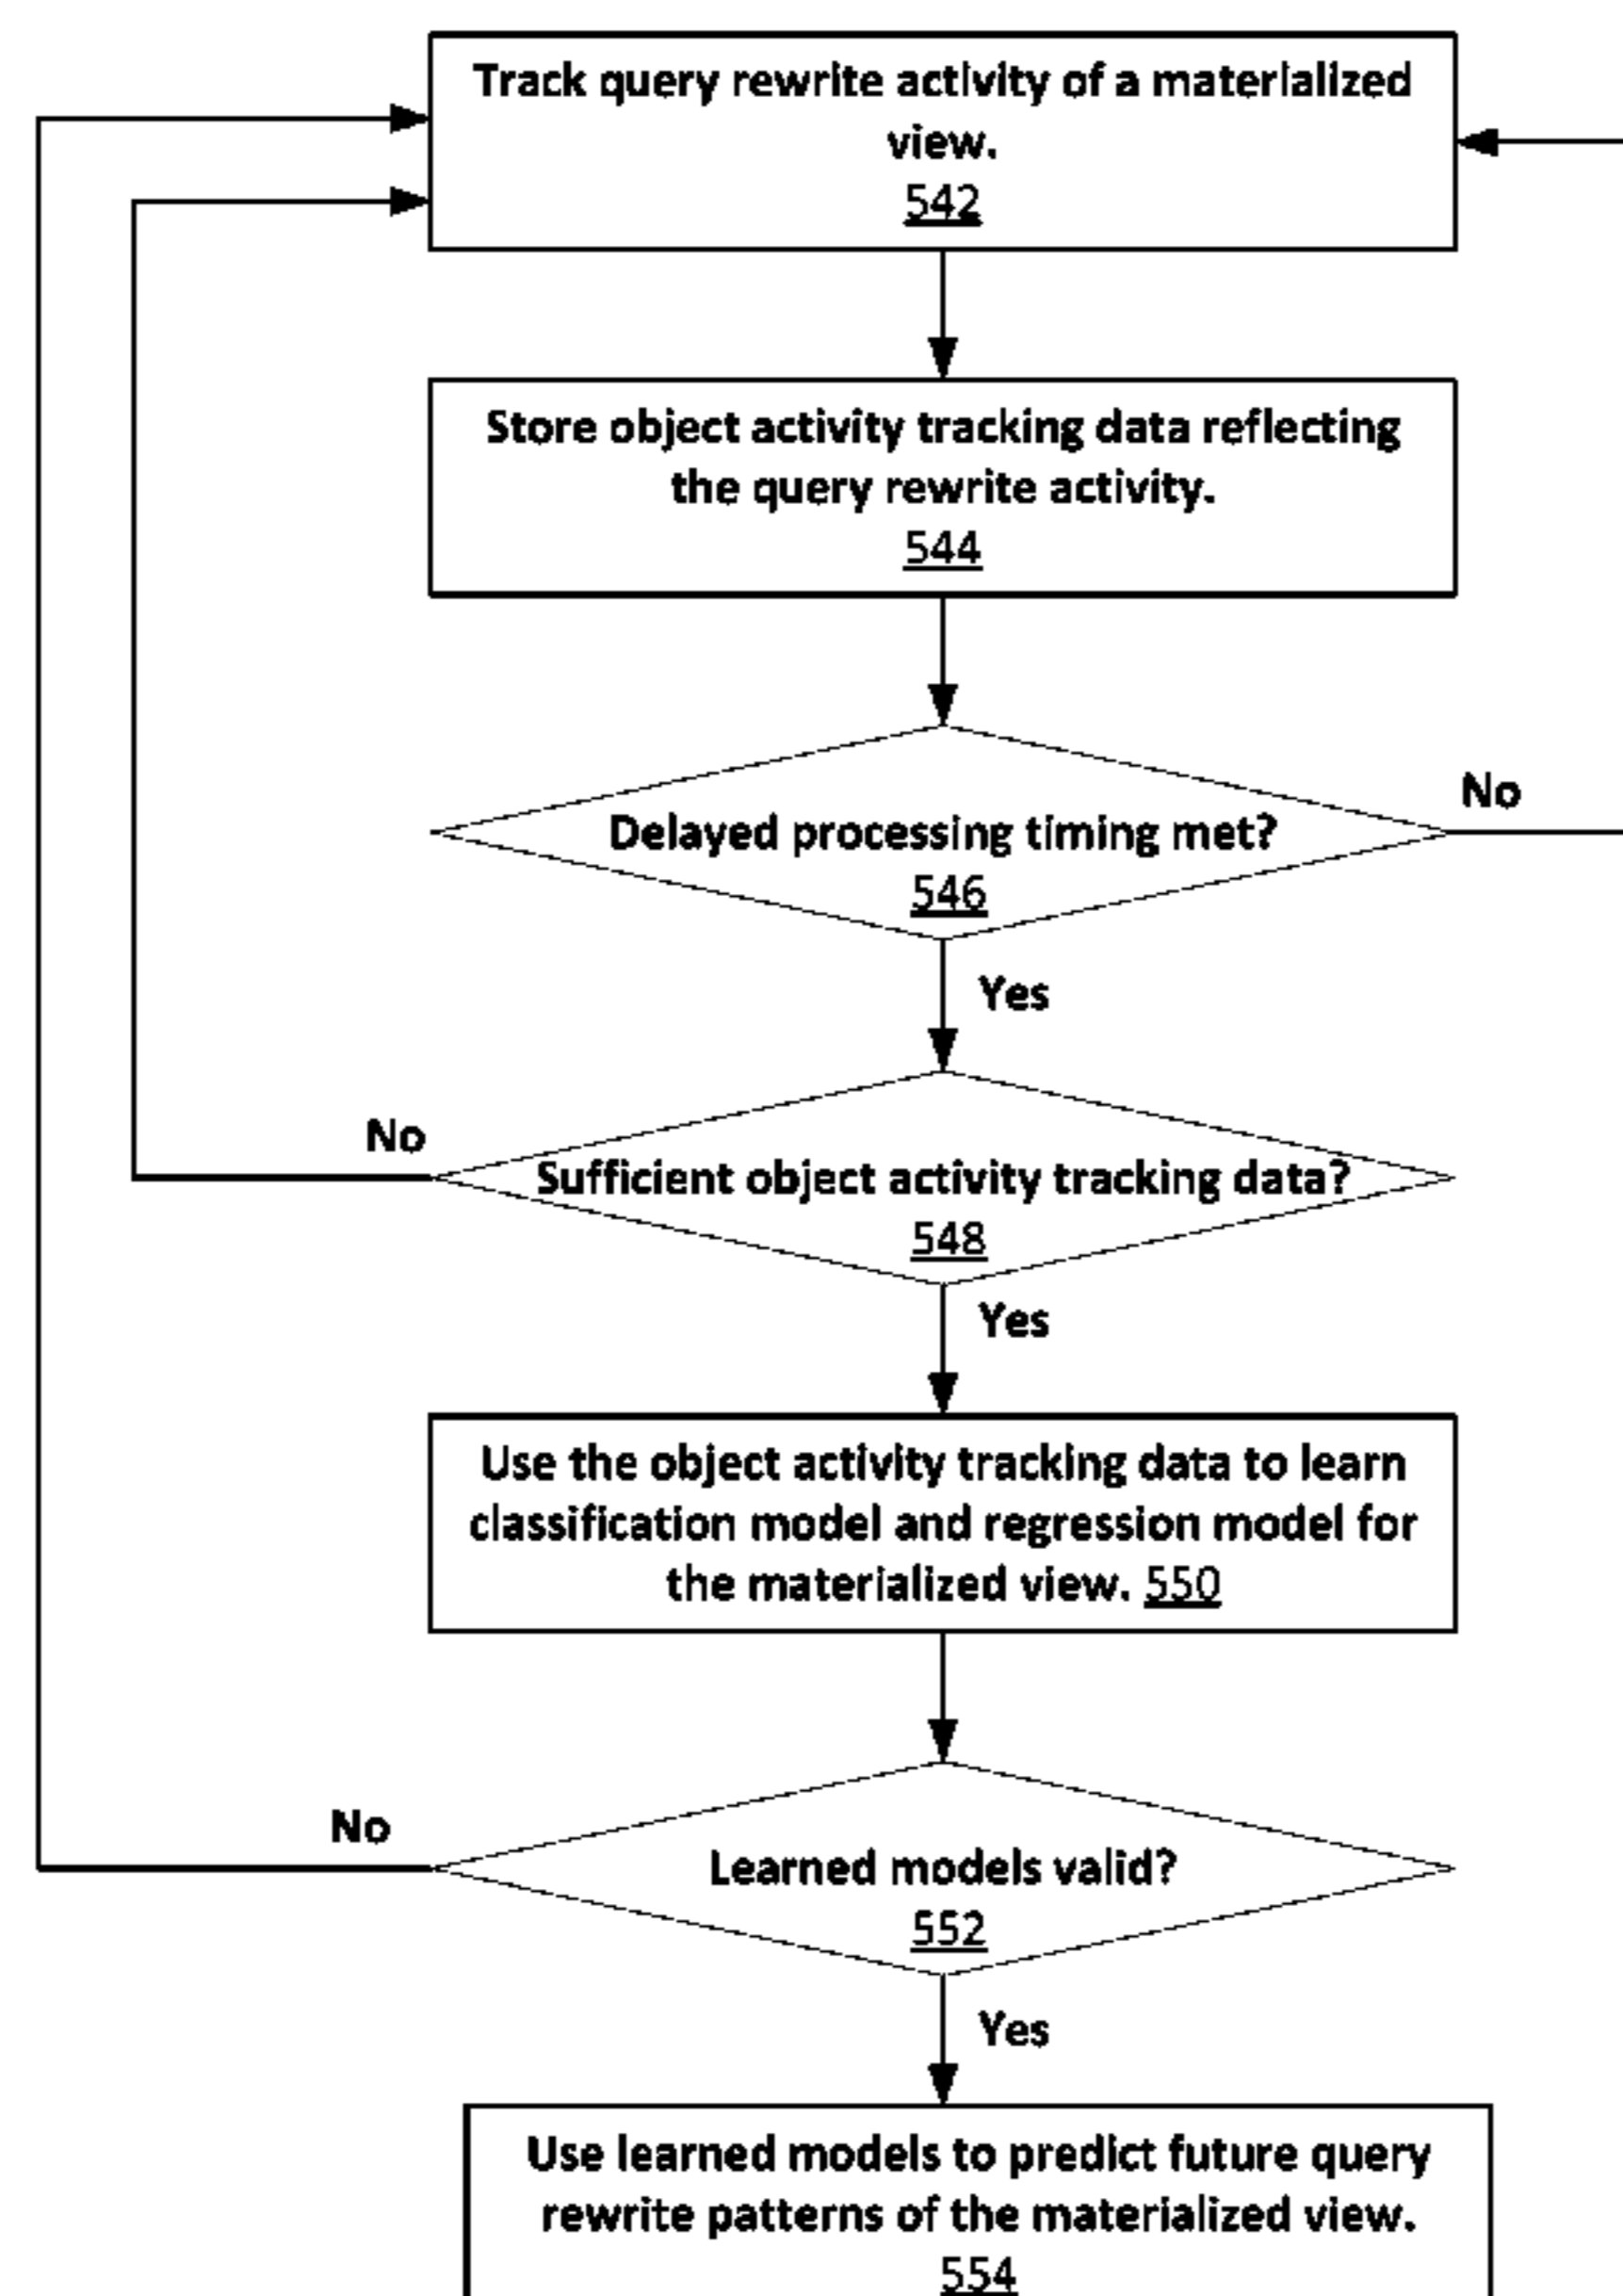 Track query rewrite activity of a materialized
view.
542
Store object activity tracking data reflecting
the query rewrite activity.
544
Delayed processing timing met?
546
No
Yes
Sufficient object activity tracking data?
548
No
Yes
Use the object activity tracking data to learn
classification model and regression model for
the materialized view. 550
Learned models valid?
552
No
Yes
Use learned models to predict future query
rewrite patterns of the materialized view.
554